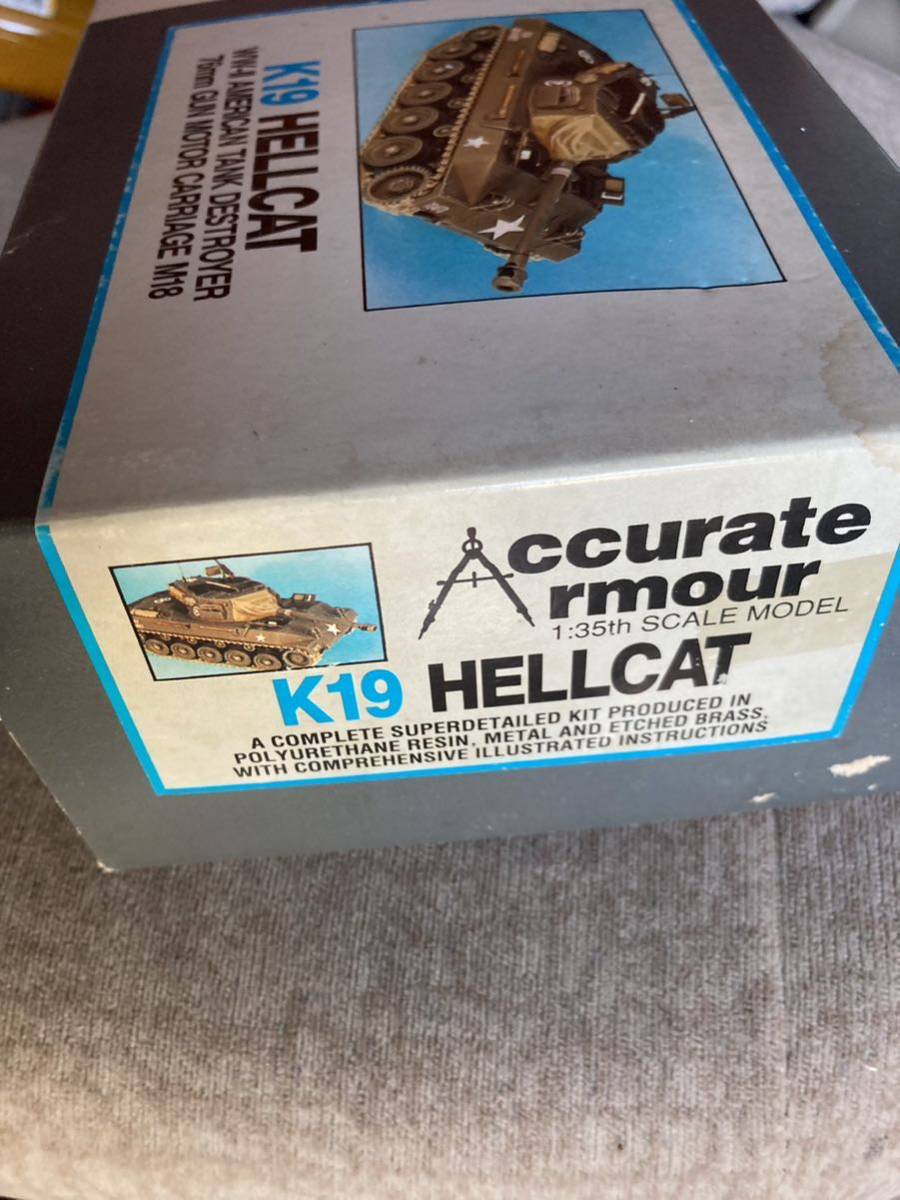 K19 HELLCAT
WW-II AMERICAN TANK DESTROYER
76mm GUN MOTOR CARRIAGE M18
Accurate
Armour
1:35th SCALE MODEL
K19 HELLCAT
A COMPLETE SUPERDETAILED KIT PRODUCED IN
POLYURETHANE RESIN, METAL AND ETCHED BRASS,
WITH COMPREHENSIVE ILLUSTRATED INSTRUCTIONS